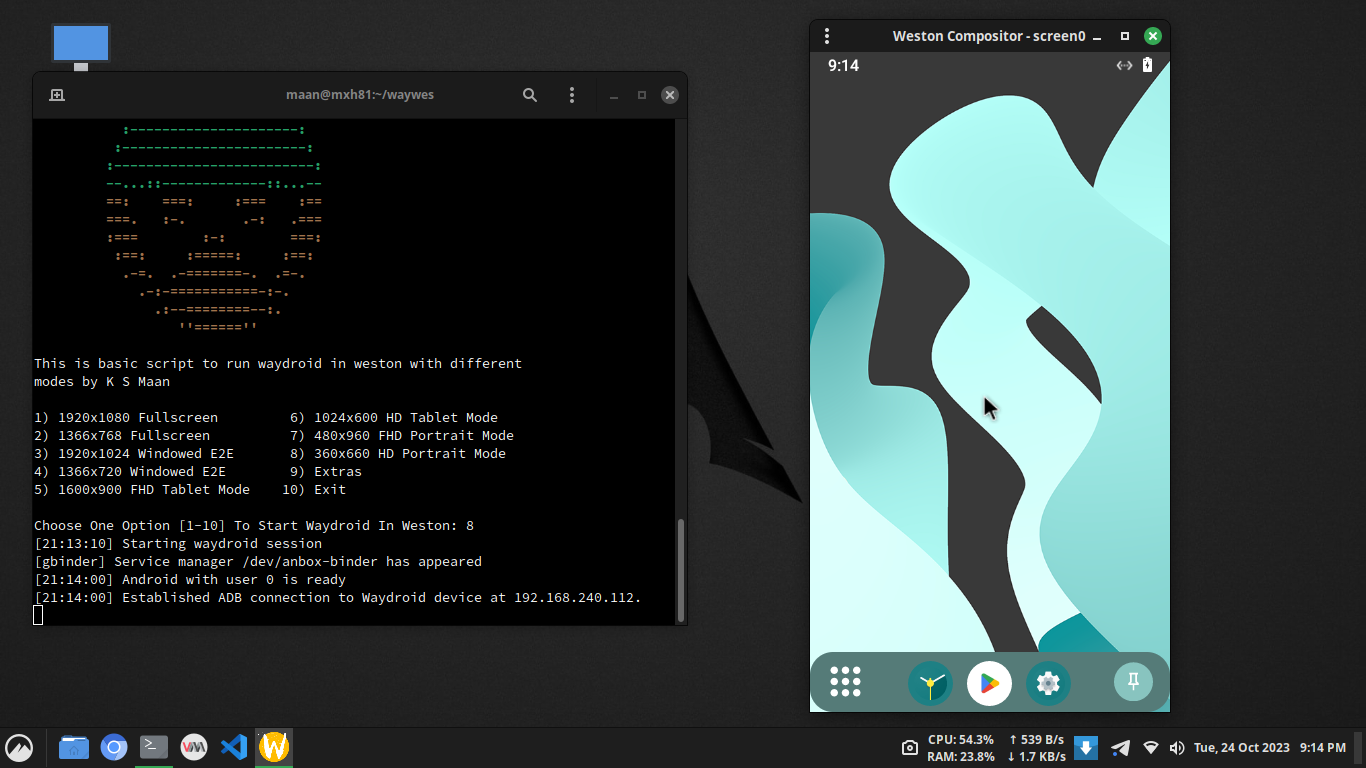 Weston Compositor - screen0
9:14
maan@mxh81:~/waywes
:---------------------:
:-----------------------:
:-------------------------:
--...::-------------::...--
==:    ===:     :===    :==
===.   :-.       .-:   .===
:===        :-:        ===:
:==:     :=====:     :==:
.-=.  .-=======-.  .=-.
.-:-===========-:-.
.:--========--:.
''======''
This is basic script to run waydroid in weston with different
modes by K S Maan
1) 1920x1080 Fullscreen         6) 1024x600 HD Tablet Mode
2) 1366x768 Fullscreen          7) 480x960 FHD Portrait Mode
3) 1920x1024 Windowed E2E       8) 360x660 HD Portrait Mode
4) 1366x720 Windowed E2E        9) Extras
5) 1600x900 FHD Tablet Mode    10) Exit
Choose One Option [1-10] To Start Waydroid In Weston: 8
[21:13:10] Starting waydroid session
[gbinder] Service manager /dev/anbox-binder has appeared
[21:14:00] Android with user 0 is ready
[21:14:00] Established ADB connection to Waydroid device at 192.168.240.112.
CPU: 54.3% ↑ 539 B/s
RAM: 23.8% ↓ 1.7 KB/s
Tue, 24 Oct 2023 9:14 PM